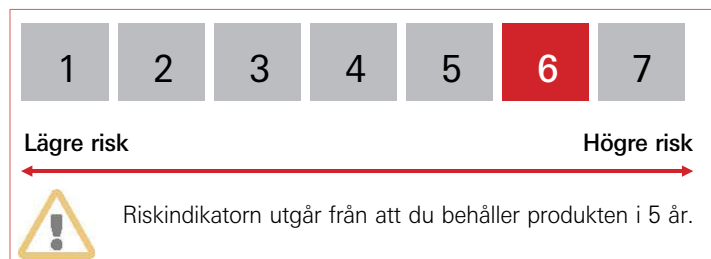 1 2 3 4 5 6 7
Lägre risk Högre risk
Riskindikatorn utgår från att du behåller produkten i 5 år.